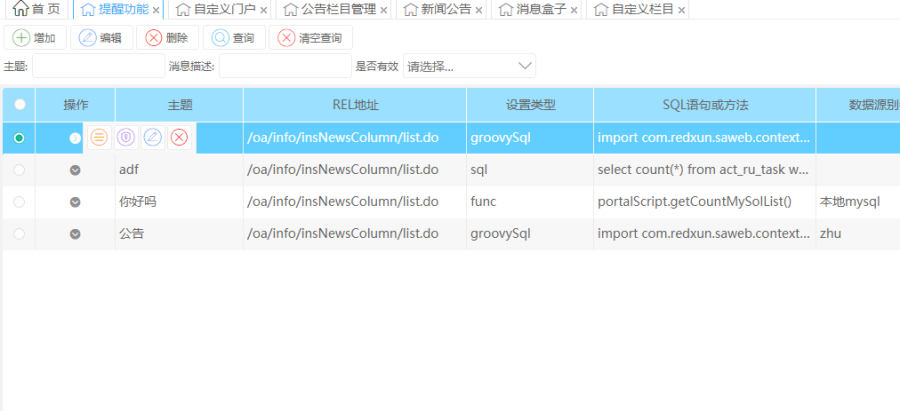 首 页 提醒功能 自定义门户 公告栏目管理 新闻公告 消息盒子 自定义栏目
增加 编辑 删除 查询 清空查询
主题: 消息描述: 是否有效 请选择...
操作 主题 REL地址 设置类型 SQL语句或方法 数据源别
/oa/info/insNewsColumn/list.do groovySql import com.redxun.saweb.context...
adf /oa/info/insNewsColumn/list.do sql select count(*) from act_ru_task w...
你好吗 /oa/info/insNewsColumn/list.do func portalScript.getCountMySolList() 本地mysql
公告 /oa/info/insNewsColumn/list.do groovySql import com.redxun.saweb.context... zhu